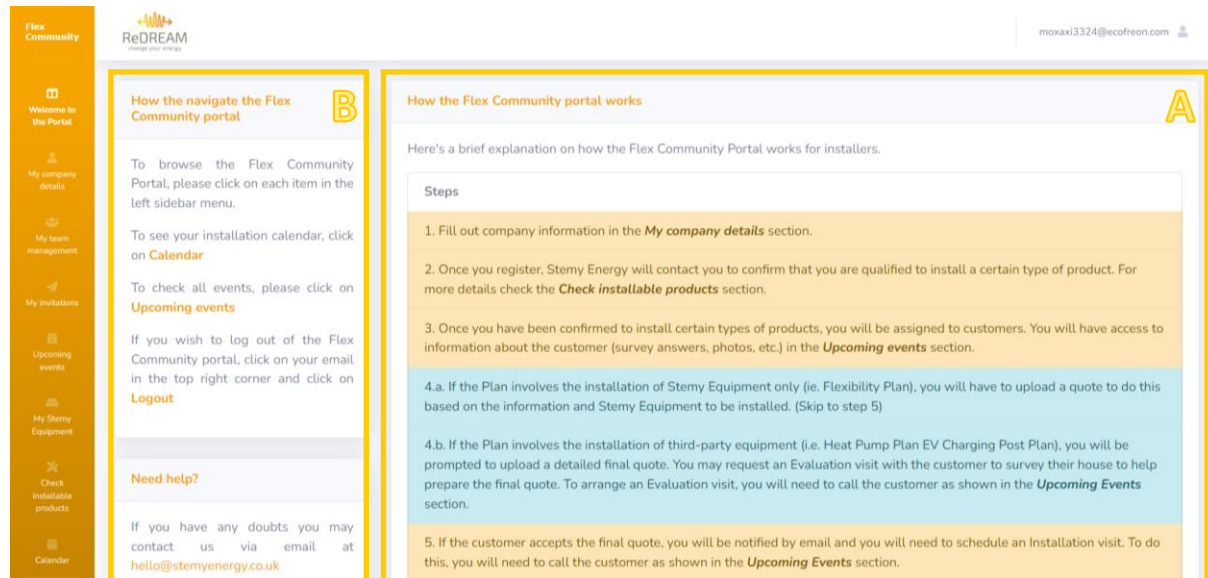 Flex
Community
ReDREAM
change your energy
moxaxi3324@ecofreon.com
Welcome to
the Portal
My company
details
My team
management
My invitations
Upcoming
events
My Stemy
Equipment
Check
installable
products
Calendar
How the navigate the Flex
Community portal
B
To browse the Flex Community
Portal, please click on each item in the
left sidebar menu.
To see your installation calendar, click
on Calendar
To check all events, please click on
Upcoming events
If you wish to log out of the Flex
Community portal, click on your email
in the top right corner and click on
Logout
Need help?
If you have any doubts you may
contact us via email at
hello@stemyenergy.co.uk
How the Flex Community portal works
A
Here's a brief explanation on how the Flex Community Portal works for installers.
Steps
1. Fill out company information in the My company details section.
2. Once you register, Stemy Energy will contact you to confirm that you are qualified to install a certain type of product. For
more details check the Check installable products section.
3. Once you have been confirmed to install certain types of products, you will be assigned to customers. You will have access to
information about the customer (survey answers, photos, etc.) in the Upcoming events section.
4.a. If the Plan involves the installation of Stemy Equipment only (ie. Flexibility Plan), you will have to upload a quote to do this
based on the information and Stemy Equipment to be installed. (Skip to step 5)
4.b. If the Plan involves the installation of third-party equipment (i.e. Heat Pump Plan EV Charging Post Plan), you will be
prompted to upload a detailed final quote. You may request an Evaluation visit with the customer to survey their house to help
prepare the final quote. To arrange an Evaluation visit, you will need to call the customer as shown in the Upcoming Events
section.
5. If the customer accepts the final quote, you will be notified by email and you will need to schedule an Installation visit. To do
this, you will need to call the customer as shown in the Upcoming Events section.